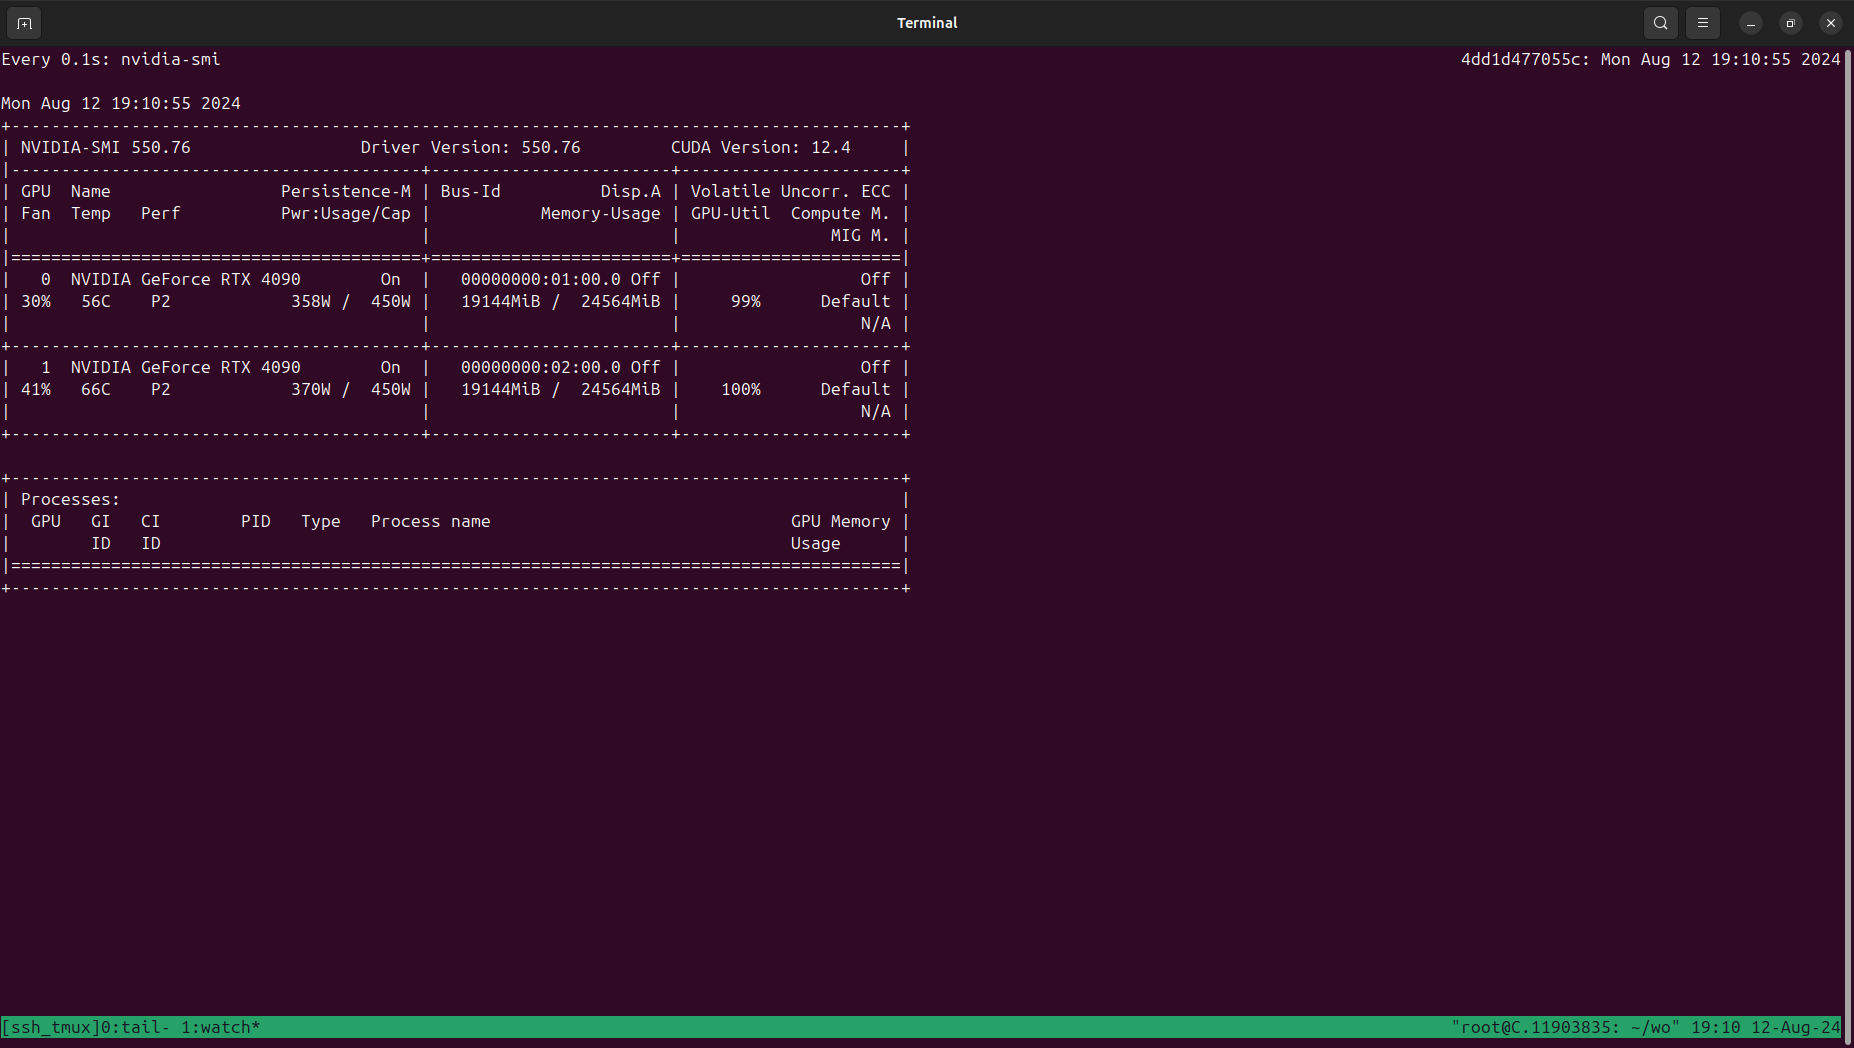 Terminal
Every 0.1s: nvidia-smi                                                                                                                            4dd1d477055c: Mon Aug 12 19:10:55 2024

Mon Aug 12 19:10:55 2024
+-----------------------------------------------------------------------------------------+
| NVIDIA-SMI 550.76                 Driver Version: 550.76         CUDA Version: 12.4     |
|-----------------------------------------+------------------------+----------------------+
| GPU  Name                 Persistence-M | Bus-Id          Disp.A | Volatile Uncorr. ECC |
| Fan  Temp   Perf          Pwr:Usage/Cap |           Memory-Usage | GPU-Util  Compute M. |
|                                         |                        |               MIG M. |
|=========================================+========================+======================|
|   0  NVIDIA GeForce RTX 4090        On  |   00000000:01:00.0 Off |                  Off |
| 30%   56C    P2            358W /  450W |   19144MiB /  24564MiB |     99%      Default |
|                                         |                        |                  N/A |
+-----------------------------------------+------------------------+----------------------+
|   1  NVIDIA GeForce RTX 4090        On  |   00000000:02:00.0 Off |                  Off |
| 41%   66C    P2            370W /  450W |   19144MiB /  24564MiB |    100%      Default |
|                                         |                        |                  N/A |
+-----------------------------------------+------------------------+----------------------+

+-----------------------------------------------------------------------------------------+
| Processes:                                                                              |
|  GPU   GI   CI        PID   Type   Process name                              GPU Memory |
|        ID   ID                                                               Usage      |
|=========================================================================================|
+-----------------------------------------------------------------------------------------+
[ssh_tmux]0:tail- 1:watch*                                                                                                                       "root@C.11903835: ~/wo" 19:10 12-Aug-24